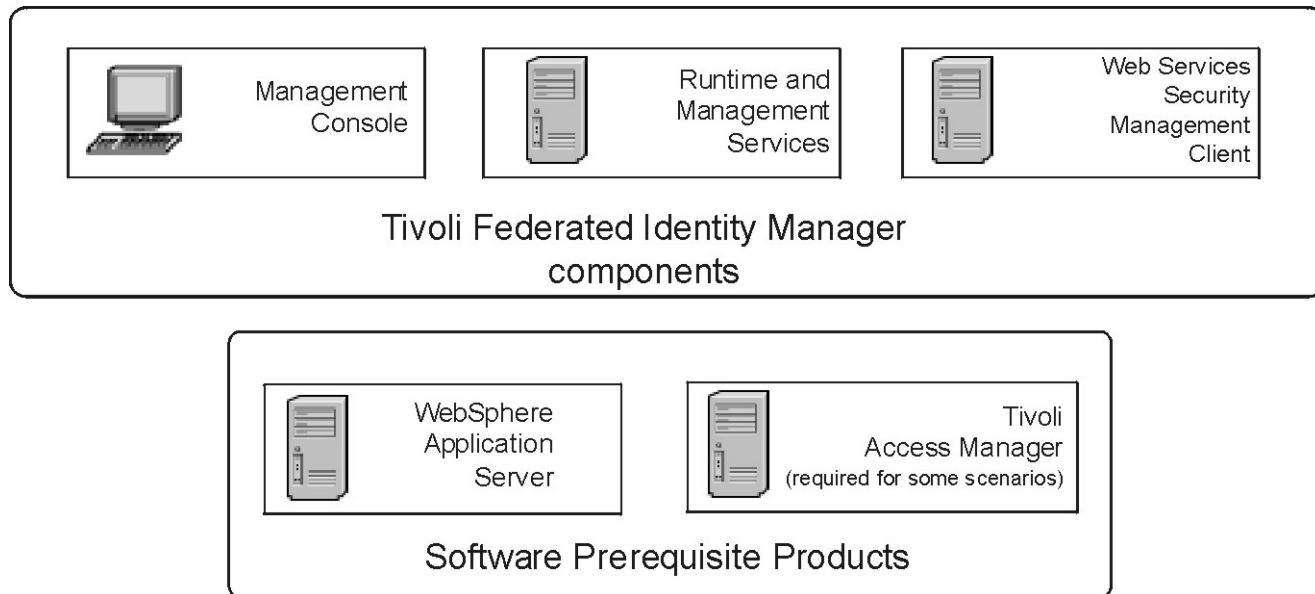 Management
Console
Runtime and
Management
Services
Web Services
Security
Management
Client
Tivoli Federated Identity Manager
components
WebSphere
Application
Server
Tivoli
Access Manager
(required for some scenarios)
Software Prerequisite Products